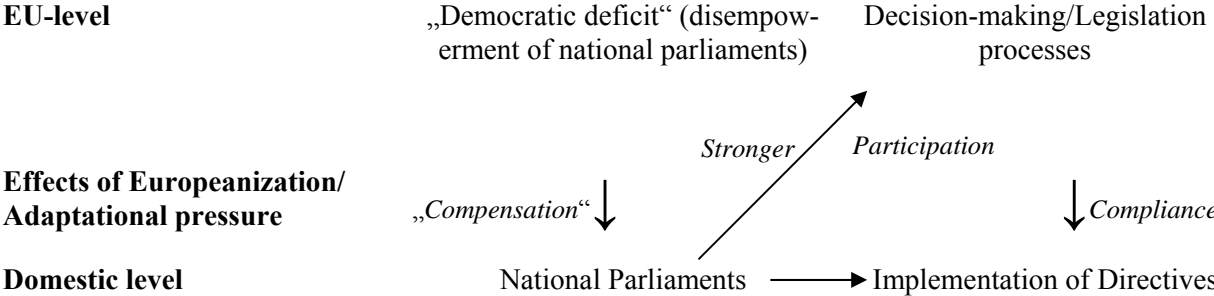 EU-level
„Democratic deficit“ (disempow-
erment of national parliaments)
Decision-making/Legislation
processes
Stronger
Participation
Effects of Europeanization/
Adaptational pressure
„Compensation“
Compliance
Domestic level
National Parliaments
Implementation of Directives